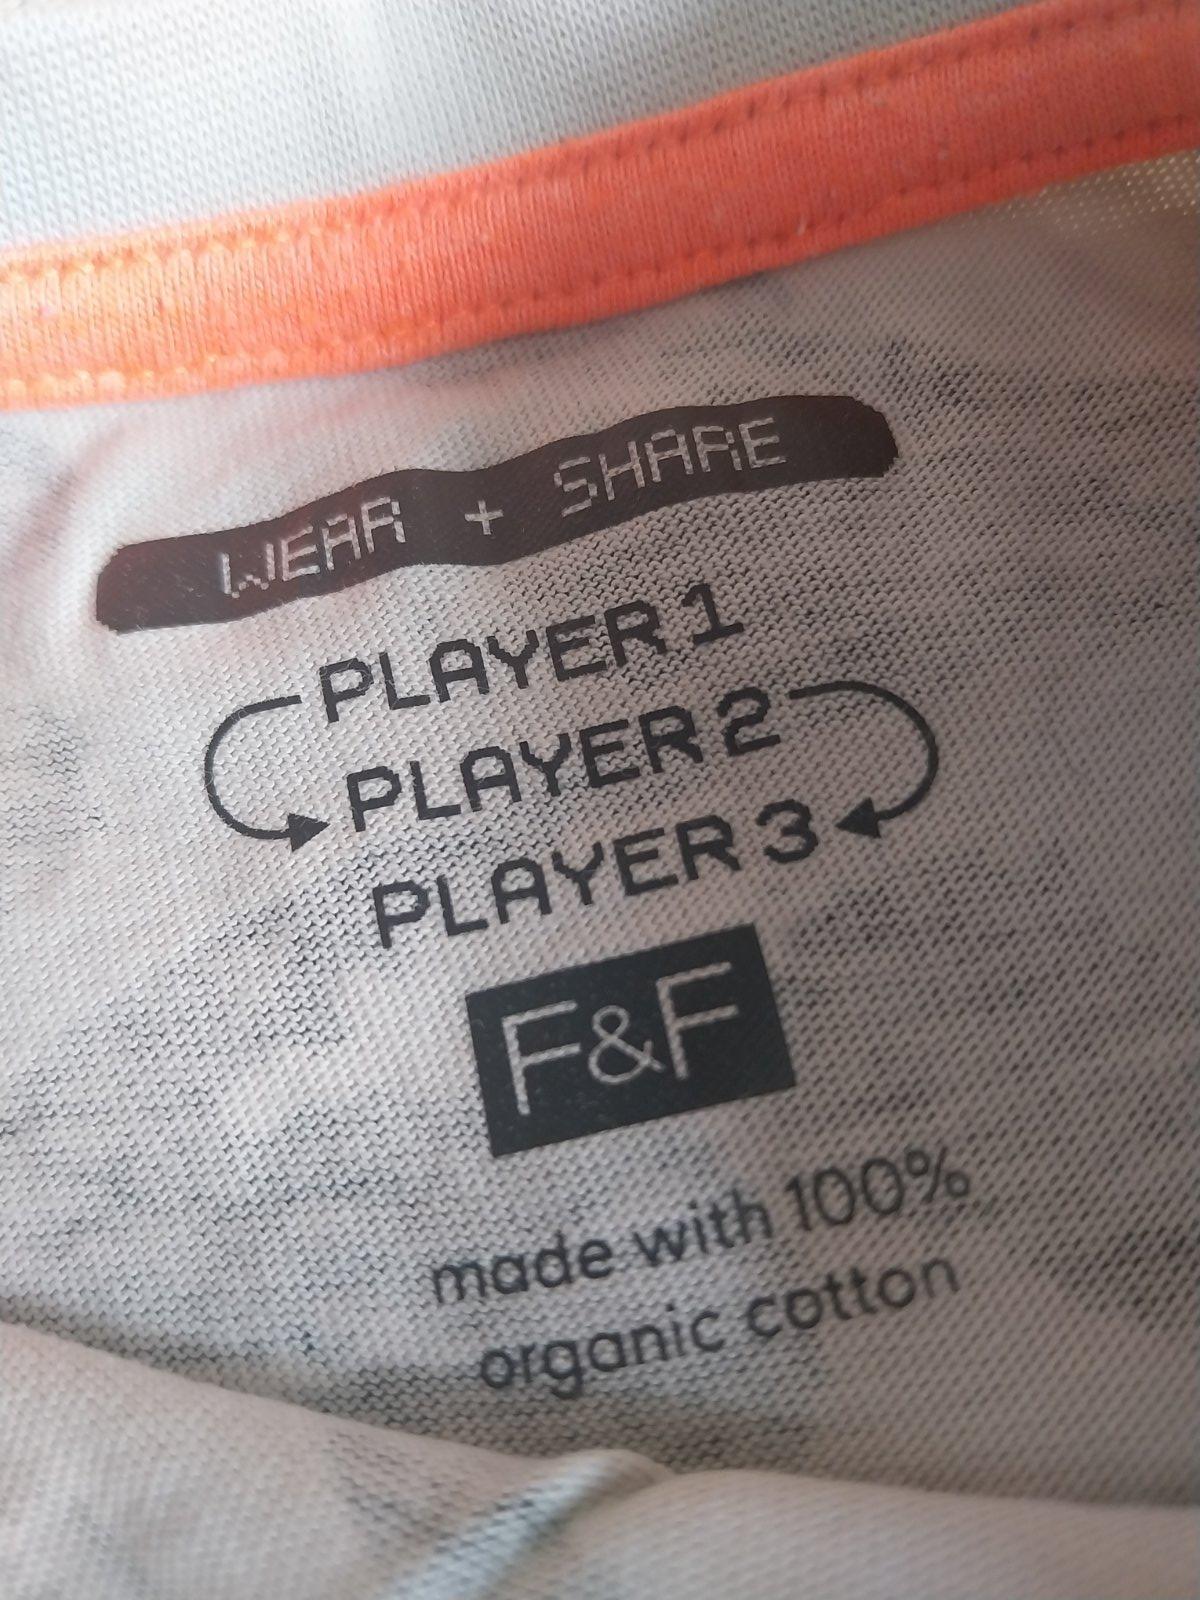 WEAR + SHARE
PLAYER 1
PLAYER 2
PLAYER 3
F&F
made with 100%
organic cotton